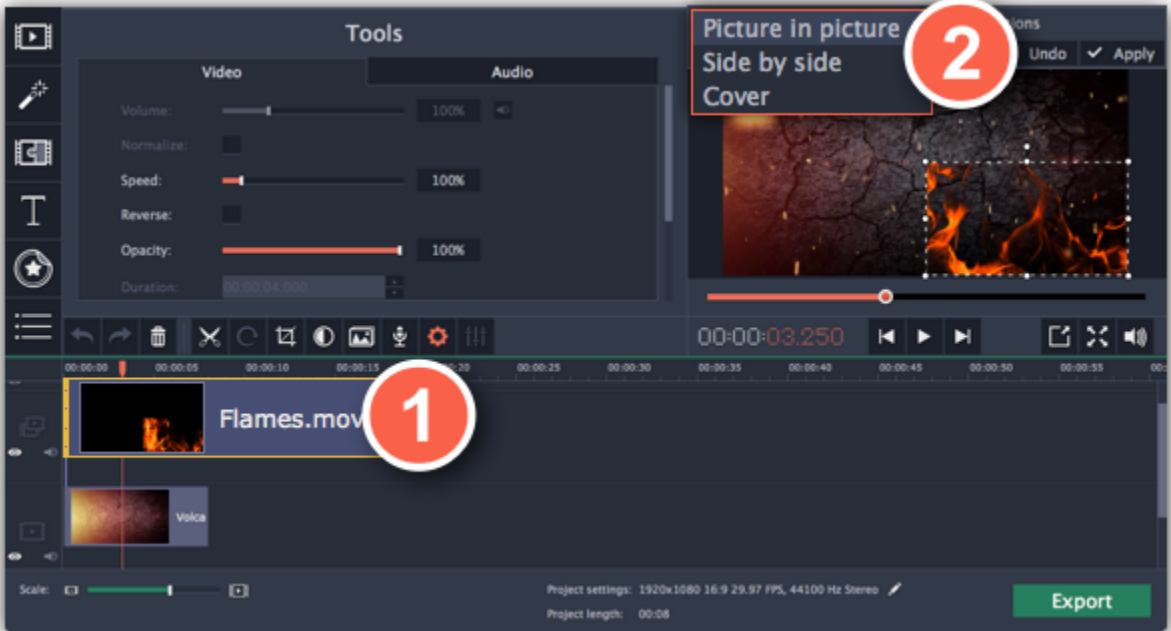 Tools
Video
Audio
Volume:
100%
Normalize:
Speed:
100%
Reverse:
Opacity:
100%
Duration:
00:00:04.000
Picture in picture
Side by side
Cover
2
Undo
Apply
00:00:03.250
T
00:00:00
00:00:05
00:00:10
00:00:15
00:00:25
00:00:30
00:00:35
00:00:40
00:00:45
00:00:50
00:00:55
Flames.mov
1
Volca
Scale:
Project settings: 1920x1080 16:9 29.97 FPS, 44100 Hz Stereo
Project length: 00:08
Export